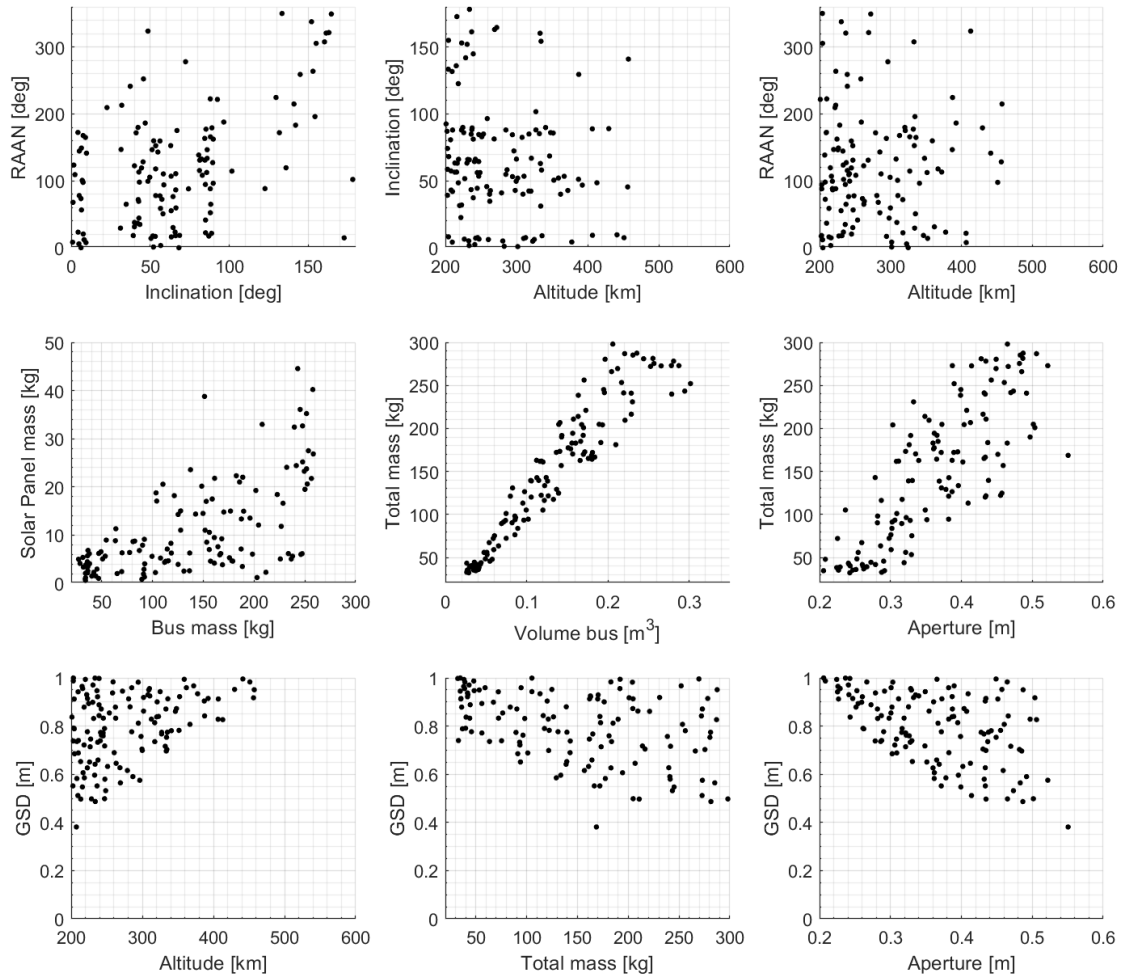 300
200
100
0
RAAN [deg]
0 50 100 150
Inclination [deg]
150
100
50
0
Inclination [deg]
200 300 400 500 600
Altitude [km]
300
200
100
0
RAAN [deg]
200 300 400 500 600
Altitude [km]
50
40
30
20
10
0
Solar Panel mass [kg]
50 100 150 200 250 300
Bus mass [kg]
300
250
200
150
100
50
Total mass [kg]
0 0.1 0.2 0.3
Volume bus [m³]
300
250
200
150
100
50
Total mass [kg]
0.2 0.3 0.4 0.5 0.6
Aperture [m]
1
0.8
0.6
0.4
0.2
0
GSD [m]
200 300 400 500 600
Altitude [km]
1
0.8
0.6
0.4
0.2
0
GSD [m]
50 100 150 200 250 300
Total mass [kg]
1
0.8
0.6
0.4
0.2
0
GSD [m]
0.2 0.3 0.4 0.5 0.6
Aperture [m]